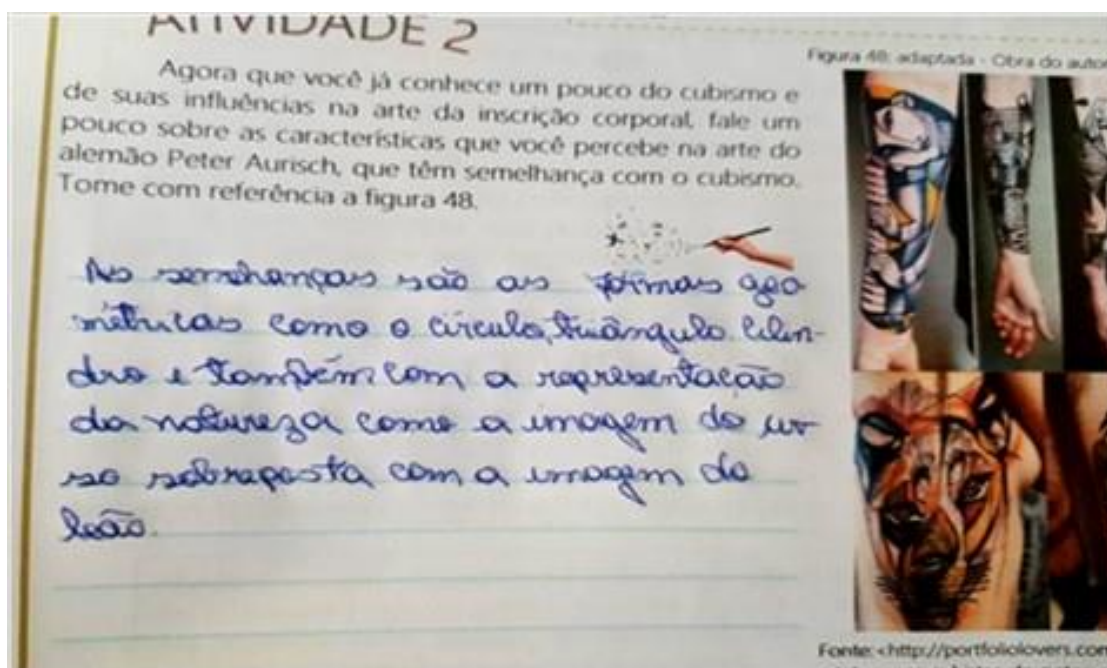 ATIVIDADE 2
Agora que você já conhece um pouco do cubismo e
de suas influências na arte da inscrição corporal, fale um
pouco sobre as características que você percebe na arte do
alemão Peter Aurisch, que têm semelhança com o cubismo.
Tome com referência a figura 48.
As semehanças são as formas geo
métricas como o círculo, triângulo. Cilin-
dro e também com a representação
da natureza como a imagem do ur
so sobreposta com a imagem do
leão.
Figura 48: adaptada - Obra do autor
Fonte: <http://portfoliolovers.com